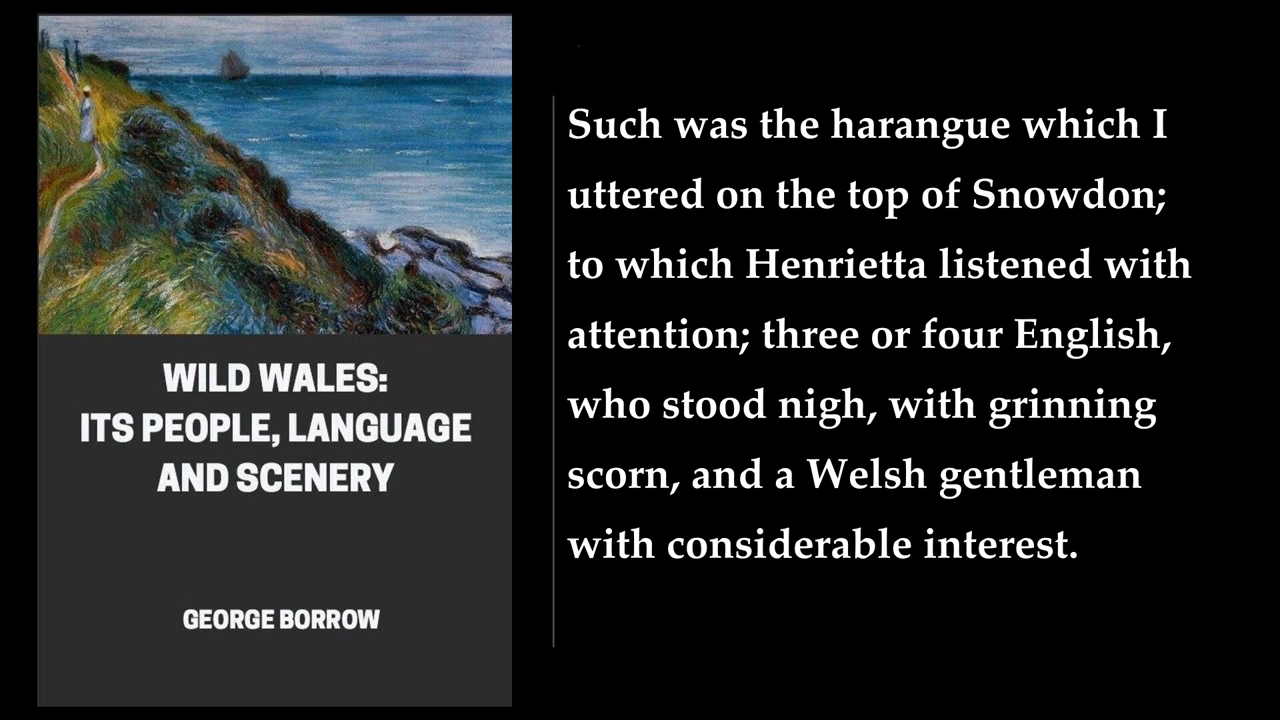 WILD WALES:
ITS PEOPLE, LANGUAGE
AND SCENERY
GEORGE BORROW
Such was the harangue which I
uttered on the top of Snowdon;
to which Henrietta listened with
attention; three or four English,
who stood nigh, with grinning
scorn, and a Welsh gentleman
with considerable interest.